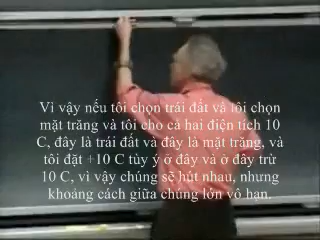 Vì vậy nếu tôi chọn trái đất và tôi chọn
mặt trăng và tôi cho cả hai điện tích 10
C, đây là trái đất và đây là mặt trăng, và
tôi đặt +10 C tùy ý ở đây và ở đây trừ
10 C, vì vậy chúng sẽ hút nhau, nhưng
khoảng cách giữa chúng lớn vô hạn.